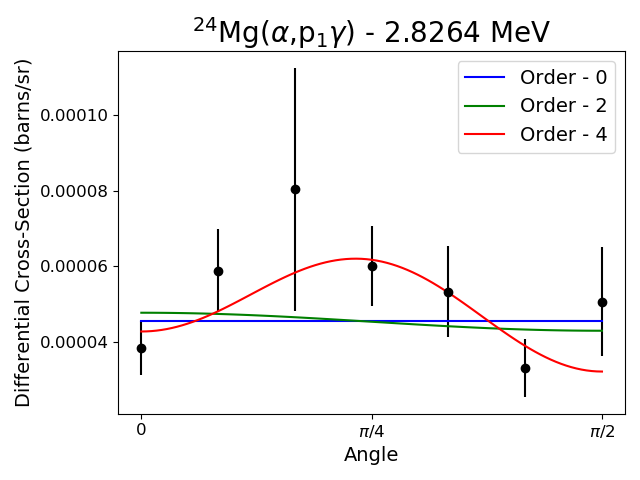 ²⁴Mg(α,p₁γ) - 2.8264 MeV
Order - 0
Order - 2
Order - 4
Differential Cross-Section (barns/sr)
0.00010
0.00008
0.00006
0.00004
0
π/4
π/2
Angle